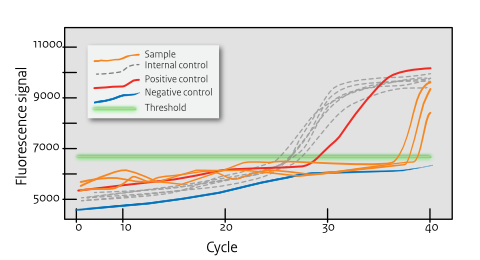 11000
9000
7000
5000
Fluorescence signal
Sample
Internal control
Positive control
Negative control
Threshold
0
10
20
30
40
Cycle